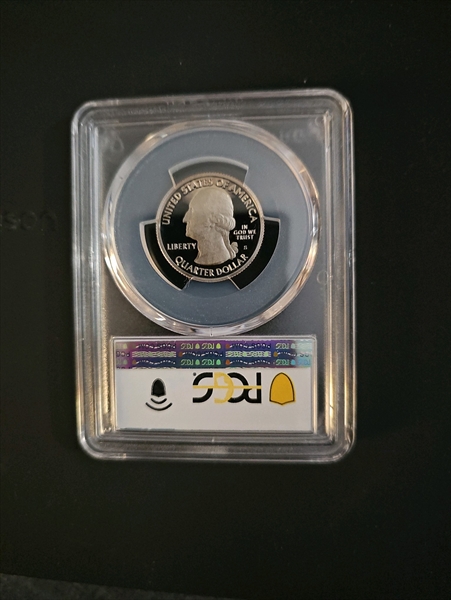 UNITED STATES OF AMERICA
LIBERTY
IN
GOD WE
TRUST
S
QUARTER DOLLAR
PCGS